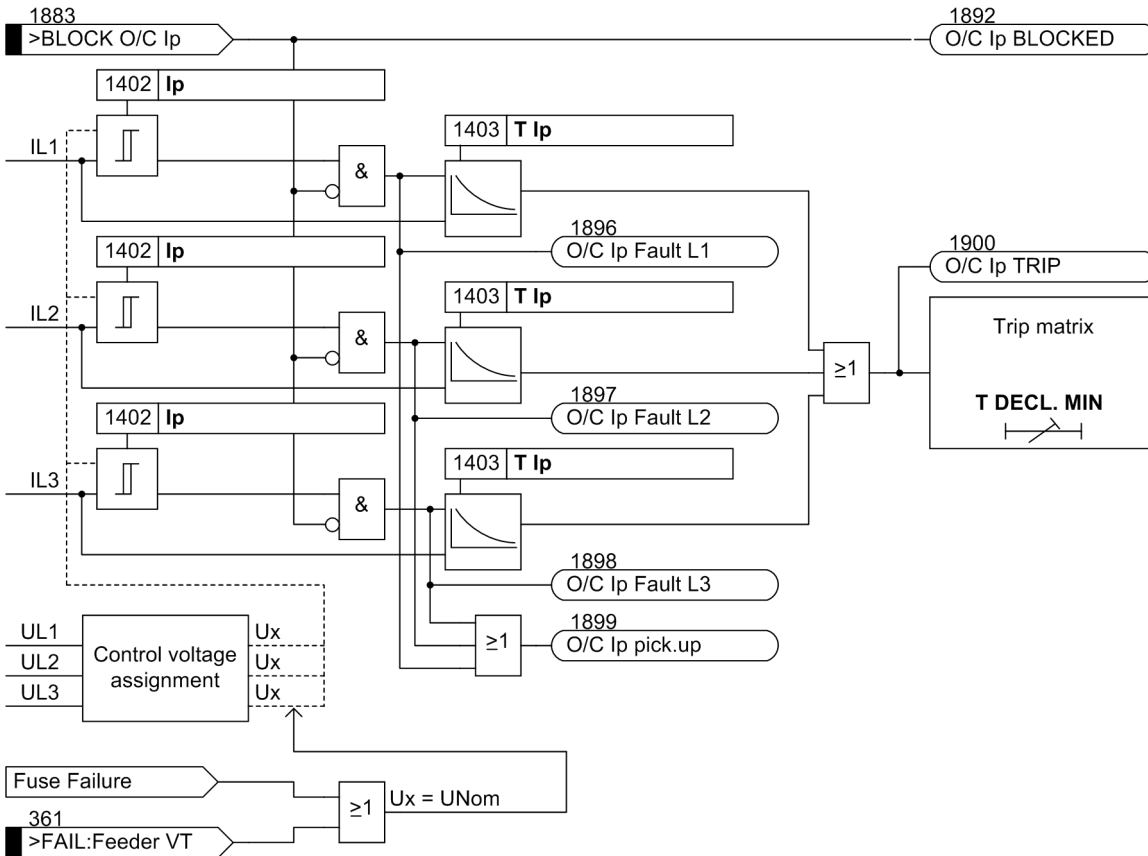 1883
>BLOCK O/C Ip
1892
O/C Ip BLOCKED
1402 Ip
IL1
&
1403 T Ip
1896
O/C Ip Fault L1
1402 Ip
IL2
&
1403 T Ip
1897
O/C Ip Fault L2
1900
O/C Ip TRIP
Trip matrix
T DECL. MIN
≥1
1402 Ip
IL3
&
1403 T Ip
1898
O/C Ip Fault L3
1899
O/C Ip pick.up
≥1
UL1
UL2
UL3
Control voltage
assignment
Ux
Ux
Ux
Fuse Failure
361
>FAIL:Feeder VT
≥1
Ux = UNom